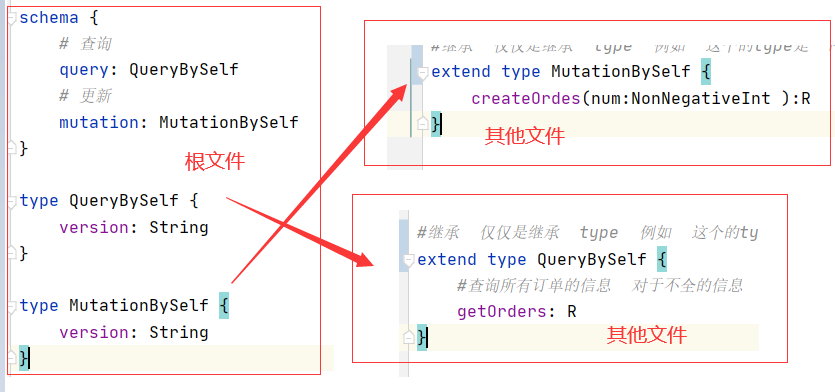 schema {
# 查询
query: QueryBySelf
# 更新
mutation: MutationBySelf
}
根文件
type QueryBySelf {
version: String
}
type MutationBySelf {
version: String
}
#继承 仅仅是继承 type 例如 这个的type是
extend type MutationBySelf {
createOrdes(num:NonNegativeInt ):R
}
其他文件
#继承 仅仅是继承 type 例如 这个的ty
extend type QueryBySelf {
#查询所有订单的信息 对于不全的信息
getOrders: R
}
其他文件